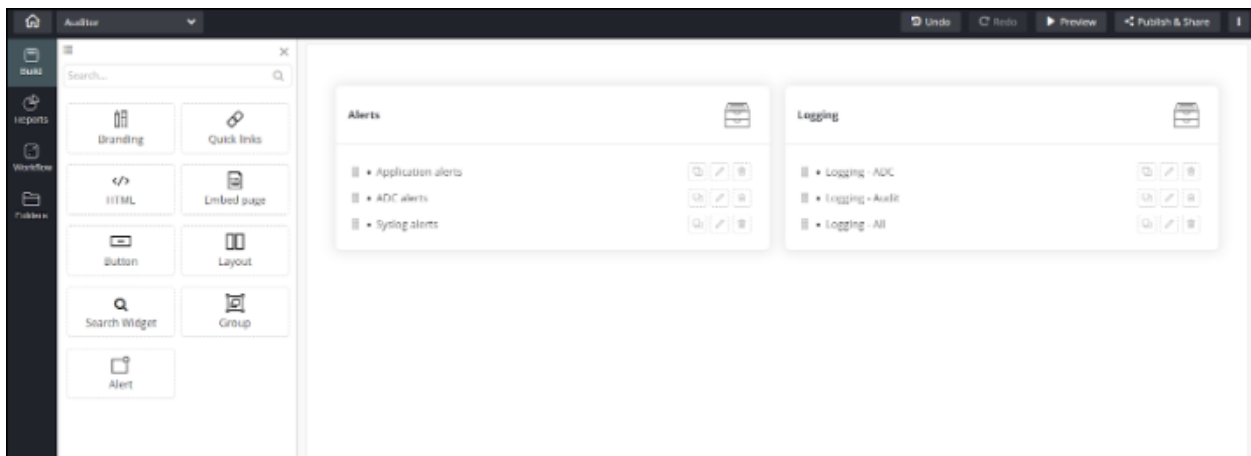 Auditor
Undo
Redo
Preview
Publish & Share
Build
Reports
Workflow
Search...
Branding
Quick links
</>
HTML
Embed page
Button
Layout
Search Widget
Group
Alert
Alerts
• Application alerts
• ADC alerts
• Syslog alerts
Logging
• Logging - ADC
• Logging - Audit
• Logging - All